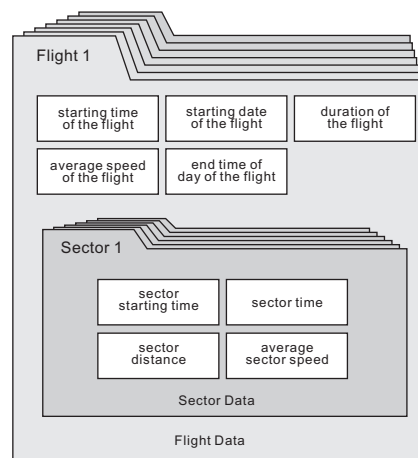 Flight 1
starting time
of the flight
starting date
of the flight
duration of
the flight
average speed
of the flight
end time of
day of the flight
Sector 1
sector
starting time
sector time
sector
distance
average
sector speed
Sector Data
Flight Data